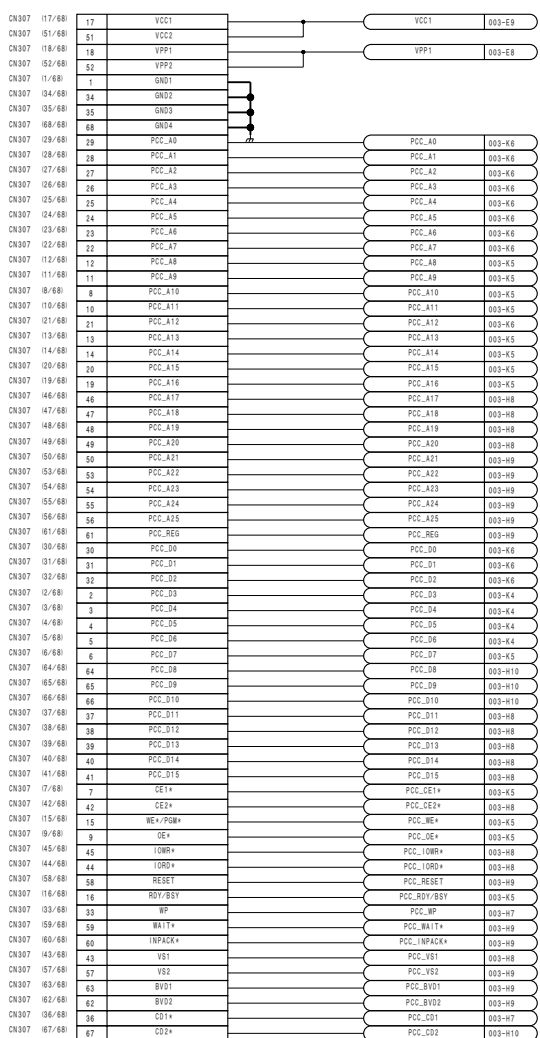 CN307 (17/68) 17 VCC1 VCC1 003-E9
CN307 (51/68) 51 VCC2
CN307 (18/68) 18 VPP1 VPP1 003-E8
CN307 (52/68) 52 VPP2
CN307 (1/68) 1 GND1
CN307 (34/68) 34 GND2
CN307 (35/68) 35 GND3
CN307 (68/68) 68 GND4
CN307 (29/68) 29 PCC_A0 PCC_A0 003-K6
CN307 (28/68) 28 PCC_A1 PCC_A1 003-K6
CN307 (27/68) 27 PCC_A2 PCC_A2 003-K6
CN307 (26/68) 26 PCC_A3 PCC_A3 003-K6
CN307 (25/68) 25 PCC_A4 PCC_A4 003-K6
CN307 (24/68) 24 PCC_A5 PCC_A5 003-K6
CN307 (23/68) 23 PCC_A6 PCC_A6 003-K6
CN307 (22/68) 22 PCC_A7 PCC_A7 003-K6
CN307 (12/68) 12 PCC_A8 PCC_A8 003-K5
CN307 (11/68) 11 PCC_A9 PCC_A9 003-K5
CN307 (8/68) 8 PCC_A10 PCC_A10 003-K5
CN307 (10/68) 10 PCC_A11 PCC_A11 003-K5
CN307 (21/68) 21 PCC_A12 PCC_A12 003-K6
CN307 (13/68) 13 PCC_A13 PCC_A13 003-K5
CN307 (14/68) 14 PCC_A14 PCC_A14 003-K5
CN307 (20/68) 20 PCC_A15 PCC_A15 003-K5
CN307 (19/68) 19 PCC_A16 PCC_A16 003-K5
CN307 (46/68) 46 PCC_A17 PCC_A17 003-H8
CN307 (47/68) 47 PCC_A18 PCC_A18 003-H8
CN307 (48/68) 48 PCC_A19 PCC_A19 003-H8
CN307 (49/68) 49 PCC_A20 PCC_A20 003-H8
CN307 (50/68) 50 PCC_A21 PCC_A21 003-H9
CN307 (53/68) 53 PCC_A22 PCC_A22 003-H9
CN307 (54/68) 54 PCC_A23 PCC_A23 003-H9
CN307 (55/68) 55 PCC_A24 PCC_A24 003-H9
CN307 (56/68) 56 PCC_A25 PCC_A25 003-H9
CN307 (61/68) 61 PCC_REG PCC_REG 003-H9
CN307 (30/68) 30 PCC_D0 PCC_D0 003-K6
CN307 (31/68) 31 PCC_D1 PCC_D1 003-K6
CN307 (32/68) 32 PCC_D2 PCC_D2 003-K6
CN307 (2/68) 2 PCC_D3 PCC_D3 003-K4
CN307 (3/68) 3 PCC_D4 PCC_D4 003-K4
CN307 (4/68) 4 PCC_D5 PCC_D5 003-K4
CN307 (5/68) 5 PCC_D6 PCC_D6 003-K4
CN307 (6/68) 6 PCC_D7 PCC_D7 003-K5
CN307 (64/68) 64 PCC_D8 PCC_D8 003-H10
CN307 (65/68) 65 PCC_D9 PCC_D9 003-H10
CN307 (66/68) 66 PCC_D10 PCC_D10 003-H10
CN307 (37/68) 37 PCC_D11 PCC_D11 003-H8
CN307 (38/68) 38 PCC_D12 PCC_D12 003-H8
CN307 (39/68) 39 PCC_D13 PCC_D13 003-H8
CN307 (40/68) 40 PCC_D14 PCC_D14 003-H8
CN307 (41/68) 41 PCC_D15 PCC_D15 003-H8
CN307 (7/68) 7 CE1* PCC_CE1* 003-K5
CN307 (42/68) 42 CE2* PCC_CE2* 003-H8
CN307 (15/68) 15 WE*/PGM* PCC_WE* 003-K5
CN307 (9/68) 9 OE* PCC_OE* 003-K5
CN307 (45/68) 45 IOWR* PCC_IOWR* 003-H8
CN307 (44/68) 44 IORD* PCC_IORD* 003-H8
CN307 (58/68) 58 RESET PCC_RESET 003-H9
CN307 (16/68) 16 RDY/BSY PCC_RDY/BSY 003-K5
CN307 (33/68) 33 WP PCC_WP 003-H7
CN307 (59/68) 59 WAIT* PCC_WAIT* 003-H9
CN307 (60/68) 60 INPACK* PCC_INPACK* 003-H9
CN307 (43/68) 43 VS1 PCC_VS1 003-H8
CN307 (57/68) 57 VS2 PCC_VS2 003-H9
CN307 (63/68) 63 BVD1 PCC_BVD1 003-H9
CN307 (62/68) 62 BVD2 PCC_BVD2 003-H9
CN307 (36/68) 36 CD1* PCC_CD1 003-H7
CN307 (67/68) 67 CD2* PCC_CD2 003-H10